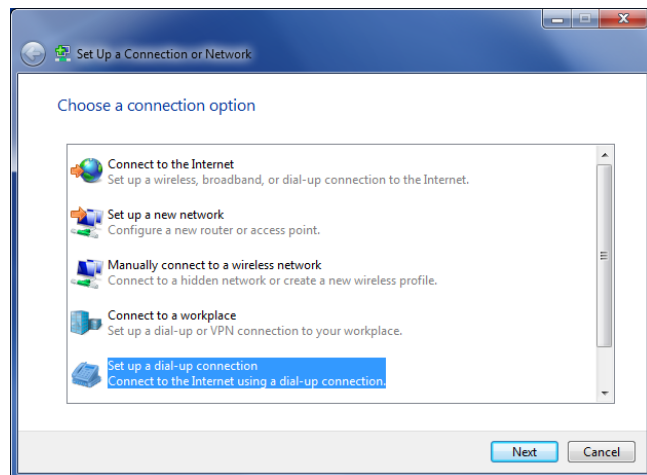 Set Up a Connection or Network
Choose a connection option
Connect to the Internet
Set up a wireless, broadband, or dial-up connection to the Internet.
Set up a new network
Configure a new router or access point.
Manually connect to a wireless network
Connect to a hidden network or create a new wireless profile.
Connect to a workplace
Set up a dial-up or VPN connection to your workplace.
Set up a dial-up connection
Connect to the Internet using a dial-up connection.
Next Cancel